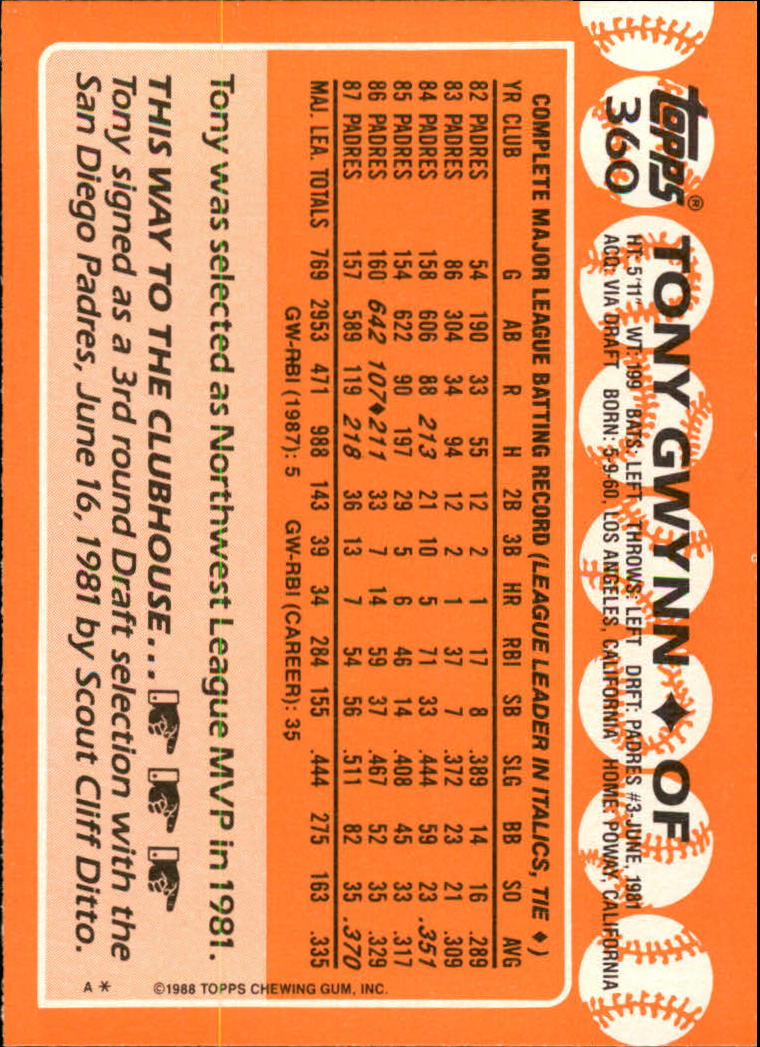 topps®
360
TONY GWYNN ♦ OF
HT: 5'11" WT: 199 BATS: LEFT THROWS: LEFT DRFT: PADRES #3-JUNE, 1981
ACQ: VIA DRAFT BORN: 5-9-60, LOS ANGELES, CALIFORNIA HOME: POWAY, CALIFORNIA
COMPLETE MAJOR LEAGUE BATTING RECORD (LEAGUE LEADER IN ITALICS, TIE ♦)
YR CLUB G AB R H 2B 3B HR RBI SB SLG BB SO AVG
82 PADRES 54 190 33 55 12 2 1 17 8 .389 14 16 .289
83 PADRES 86 304 34 94 12 2 1 37 7 .372 23 21 .309
84 PADRES 158 606 88 213 21 10 5 71 33 .444 59 23 .351
85 PADRES 154 622 90 197 29 5 6 46 14 .408 45 33 .317
86 PADRES 160 642 107♦ 211 33 7 14 59 37 .467 52 35 .329
87 PADRES 157 589 119 218 36 13 7 54 56 .511 82 35 .370
MAJ. LEA. TOTALS 769 2953 471 988 143 39 34 284 155 .444 275 163 .335
GW-RBI (1987): 5 GW-RBI (CAREER): 35
Tony was selected as Northwest League MVP in 1981.
THIS WAY TO THE CLUBHOUSE...
Tony signed as a 3rd round Draft selection with the
San Diego Padres, June 16, 1981 by Scout Cliff Ditto.
©1988 TOPPS CHEWING GUM, INC.
A *